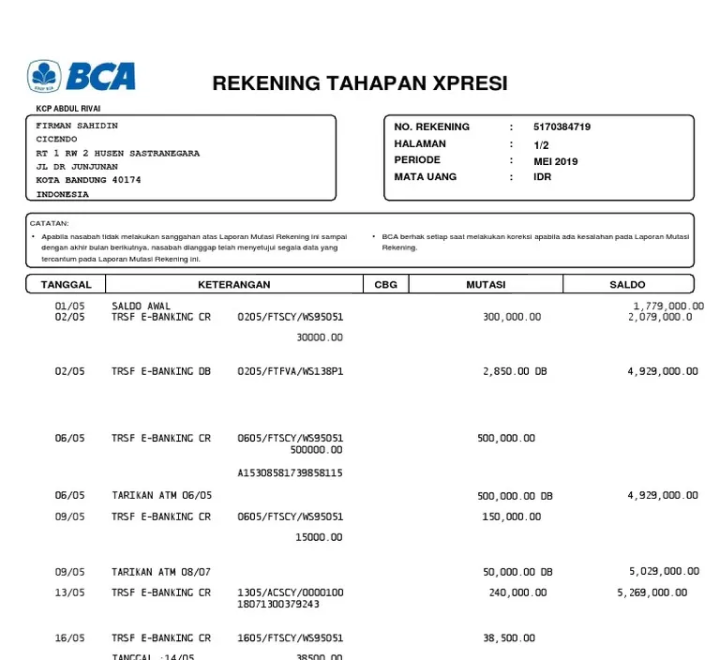 BCA
REKENING TAHAPAN XPRESI
KCP ABDUL RIVAI
FIRMAN SAHIDIN
CICENDO
RT 1 RW 2 HUSEN SASTRANEGARA
JL DR JUNJUNAN
KOTA BANDUNG 40174
INDONESIA
NO. REKENING : 5170384719
HALAMAN : 1/2
PERIODE : MEI 2019
MATA UANG : IDR
CATATAN:
• Apabila nasabah tidak melakukan sanggahan atas Laporan Mutasi Rekening ini sampai
dengan akhir bulan berikutnya, nasabah dianggap telah menyetujui segala data yang
tercantum pada Laporan Mutasi Rekening ini.
• BCA berhak setiap saat melakukan koreksi apabila ada kesalahan pada Laporan Mutasi
Rekening.
TANGGAL KETERANGAN CBG MUTASI SALDO
01/05 SALDO AWAL 1,779,000.00
02/05 TRSF E-BANKING CR 0205/FTSCY/WS95051 300,000.00 2,079,000.0
30000.00
02/05 TRSF E-BANKING DB 0205/FTFVA/WS138P1 2,850.00 DB 4,929,000.00
06/05 TRSF E-BANKING CR 0605/FTSCY/WS95051 500,000.00
500000.00
A15308581739858115
06/05 TARIKAN ATM 06/05 500,000.00 DB 4,929,000.00
09/05 TRSF E-BANKING CR 0605/FTSCY/WS95051 150,000.00
15000.00
09/05 TARIKAN ATM 08/07 50,000.00 DB 5,029,000.00
13/05 TRSF E-BANKING CR 1305/ACSCY/0000100 240,000.00 5,269,000.00
18071300379243
16/05 TRSF E-BANKING CR 1605/FTSCY/WS95051 38,500.00
TANGGAL :14/05 38500.00